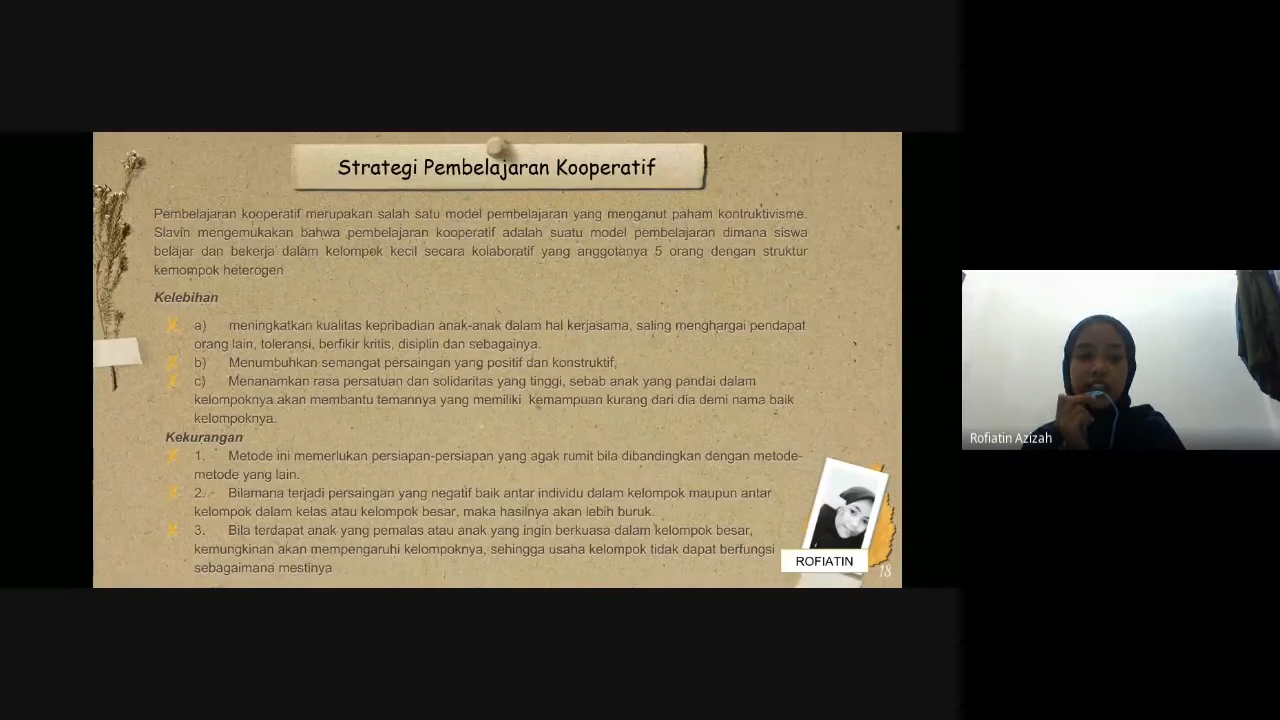 Strategi Pembelajaran Kooperatif
Pembelajaran kooperatif merupakan salah satu model pembelajaran yang menganut paham kontruktivisme.
Slavin mengemukakan bahwa pembelajaran kooperatif adalah suatu model pembelajaran dimana siswa
belajar dan bekerja dalam kelompok kecil secara kolaboratif yang anggotanya 5 orang dengan struktur
kemompok heterogen
Kelebihan
a) meningkatkan kualitas kepribadian anak-anak dalam hal kerjasama, saling menghargai pendapat
orang lain, toleransi, berfikir kritis, disiplin dan sebagainya.
b) Menumbuhkan semangat persaingan yang positif dan konstruktif,
c) Menanamkan rasa persatuan dan solidaritas yang tinggi, sebab anak yang pandai dalam
kelompoknya akan membantu temannya yang memiliki kemampuan kurang dari dia demi nama baik
kelompoknya.
Kekurangan
1. Metode ini memerlukan persiapan-persiapan yang agak rumit bila dibandingkan dengan metode-
metode yang lain.
2. Bilamana terjadi persaingan yang negatif baik antar individu dalam kelompok maupun antar
kelompok dalam kelas atau kelompok besar, maka hasilnya akan lebih buruk.
3. Bila terdapat anak yang pemalas atau anak yang ingin berkuasa dalam kelompok besar,
kemungkinan akan mempengaruhi kelompoknya, sehingga usaha kelompok tidak dapat berfungsi
sebagaimana mestinya
ROFIATIN
18
Rofiatin Azizah